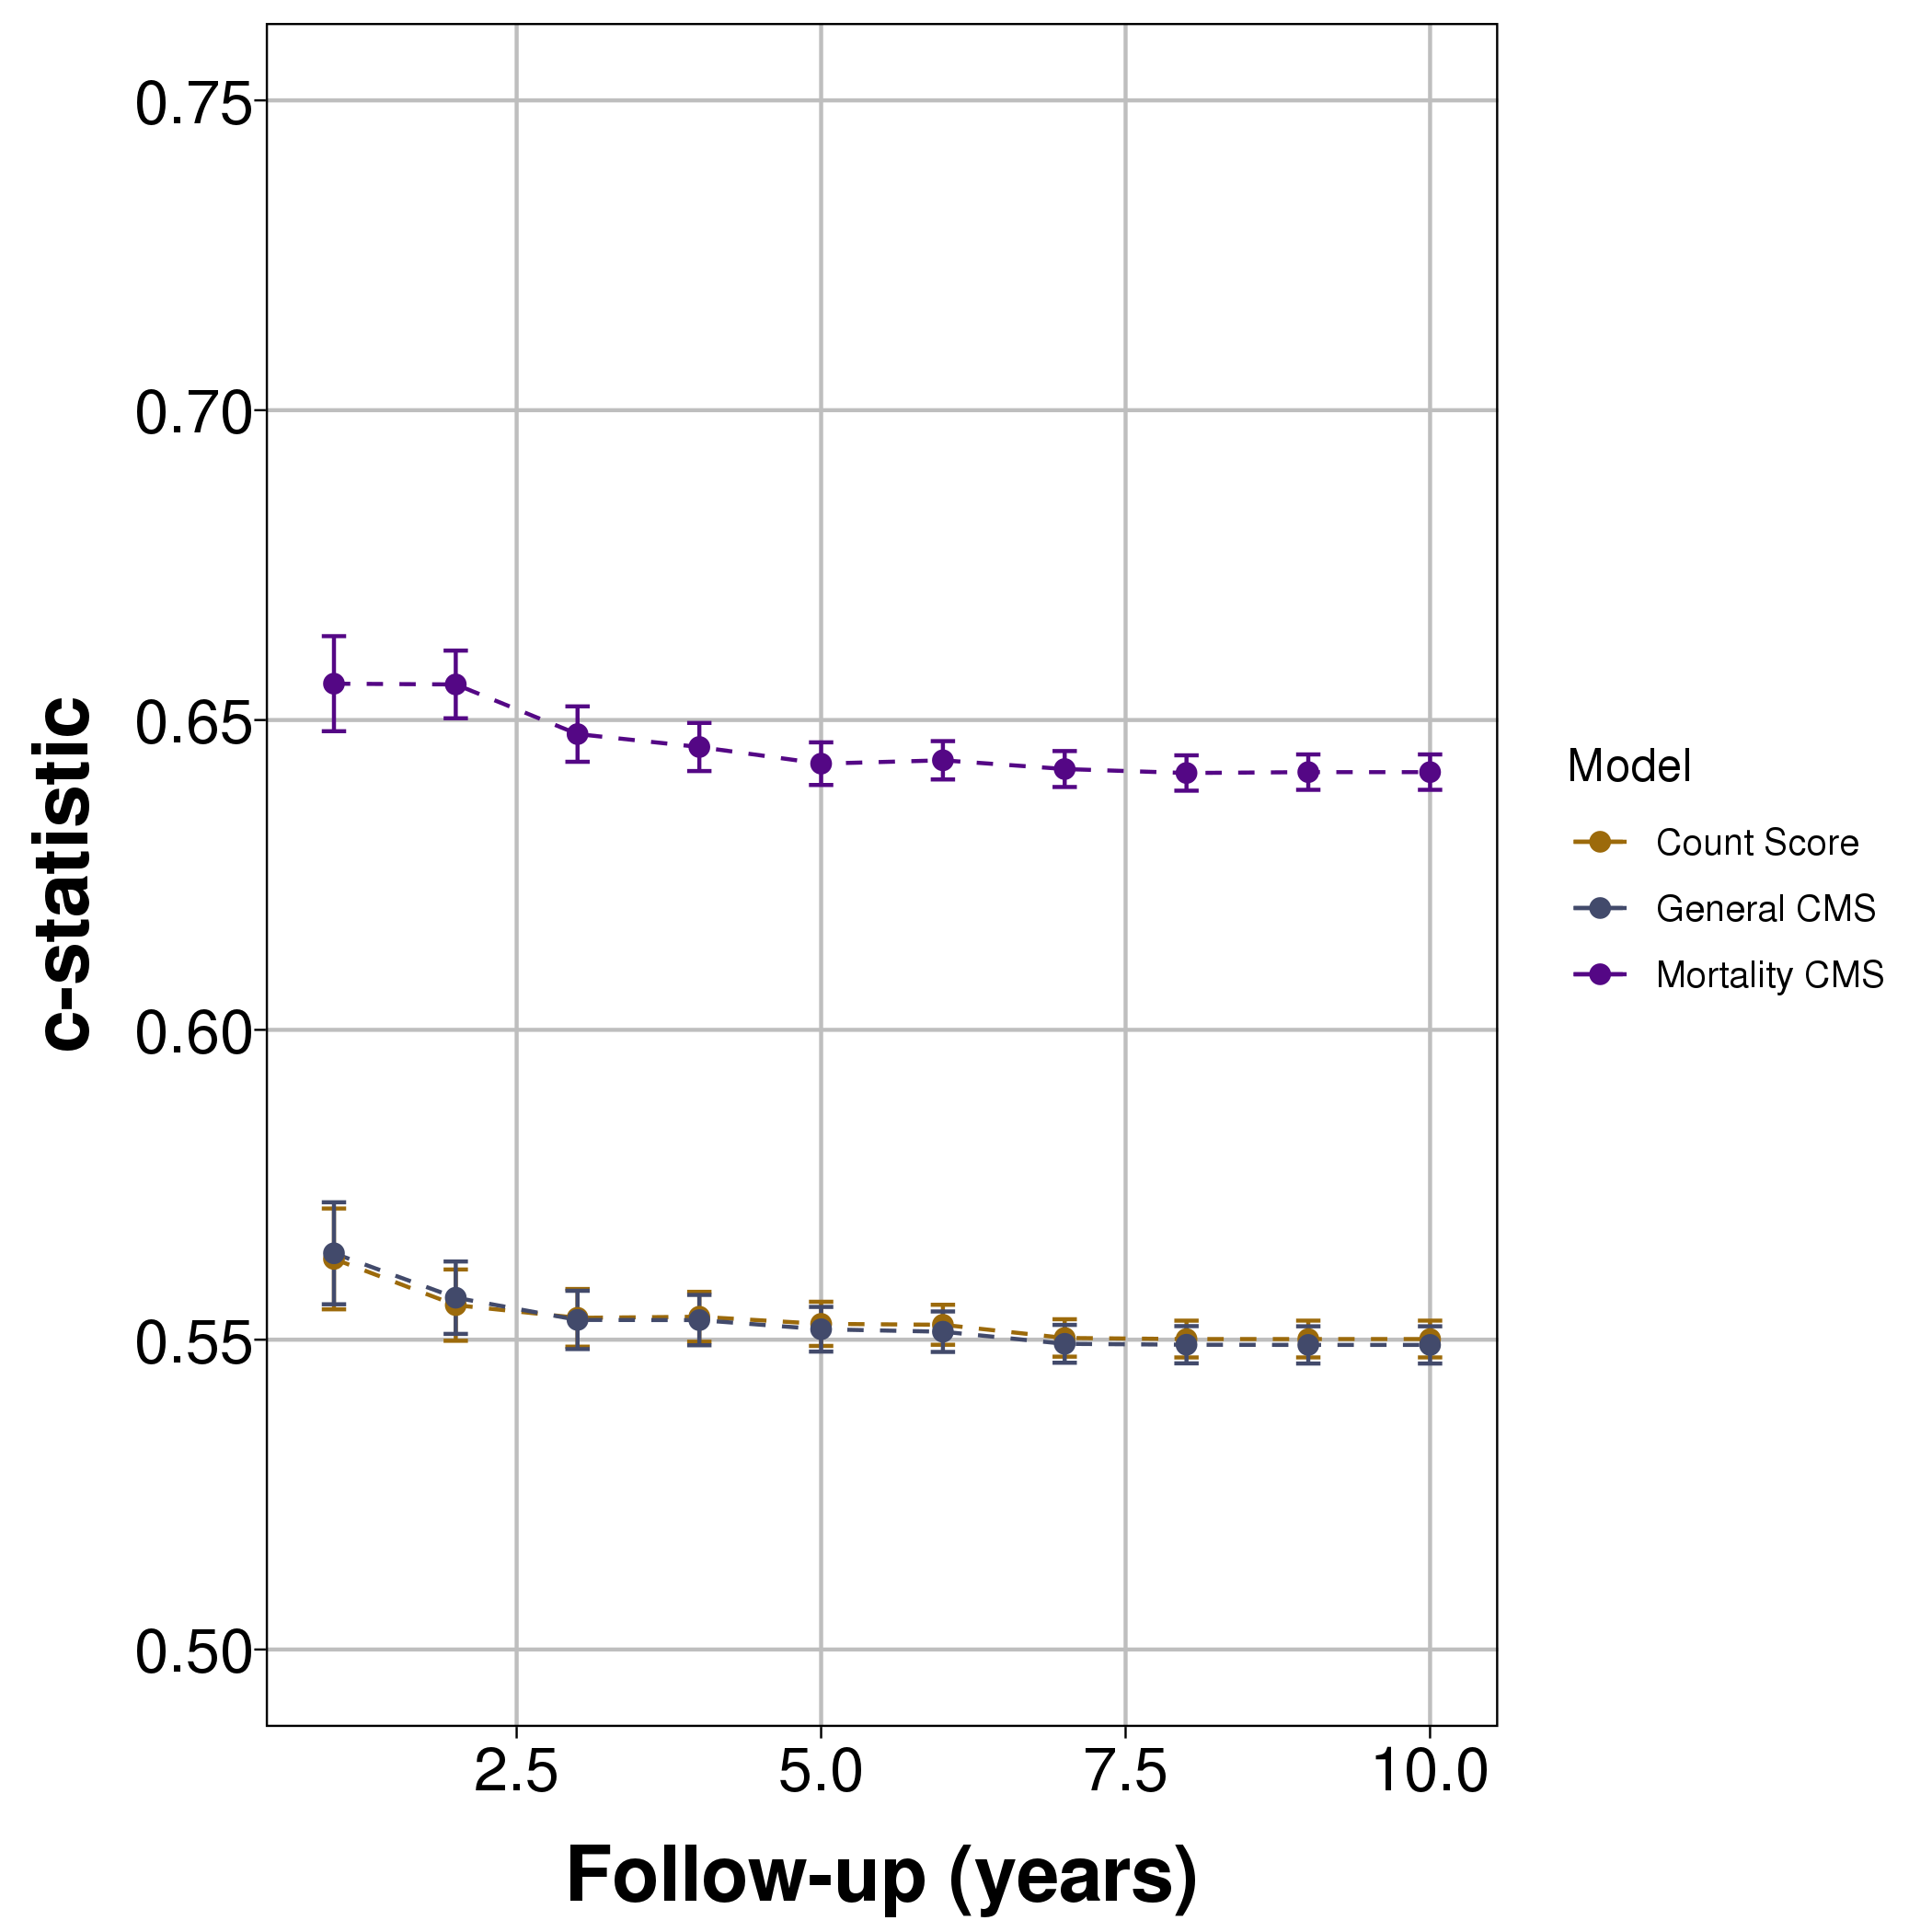 c-statistic
0.75
0.70
0.65
0.60
0.55
0.50
2.5 5.0 7.5 10.0
Follow-up (years)
Model
Count Score
General CMS
Mortality CMS